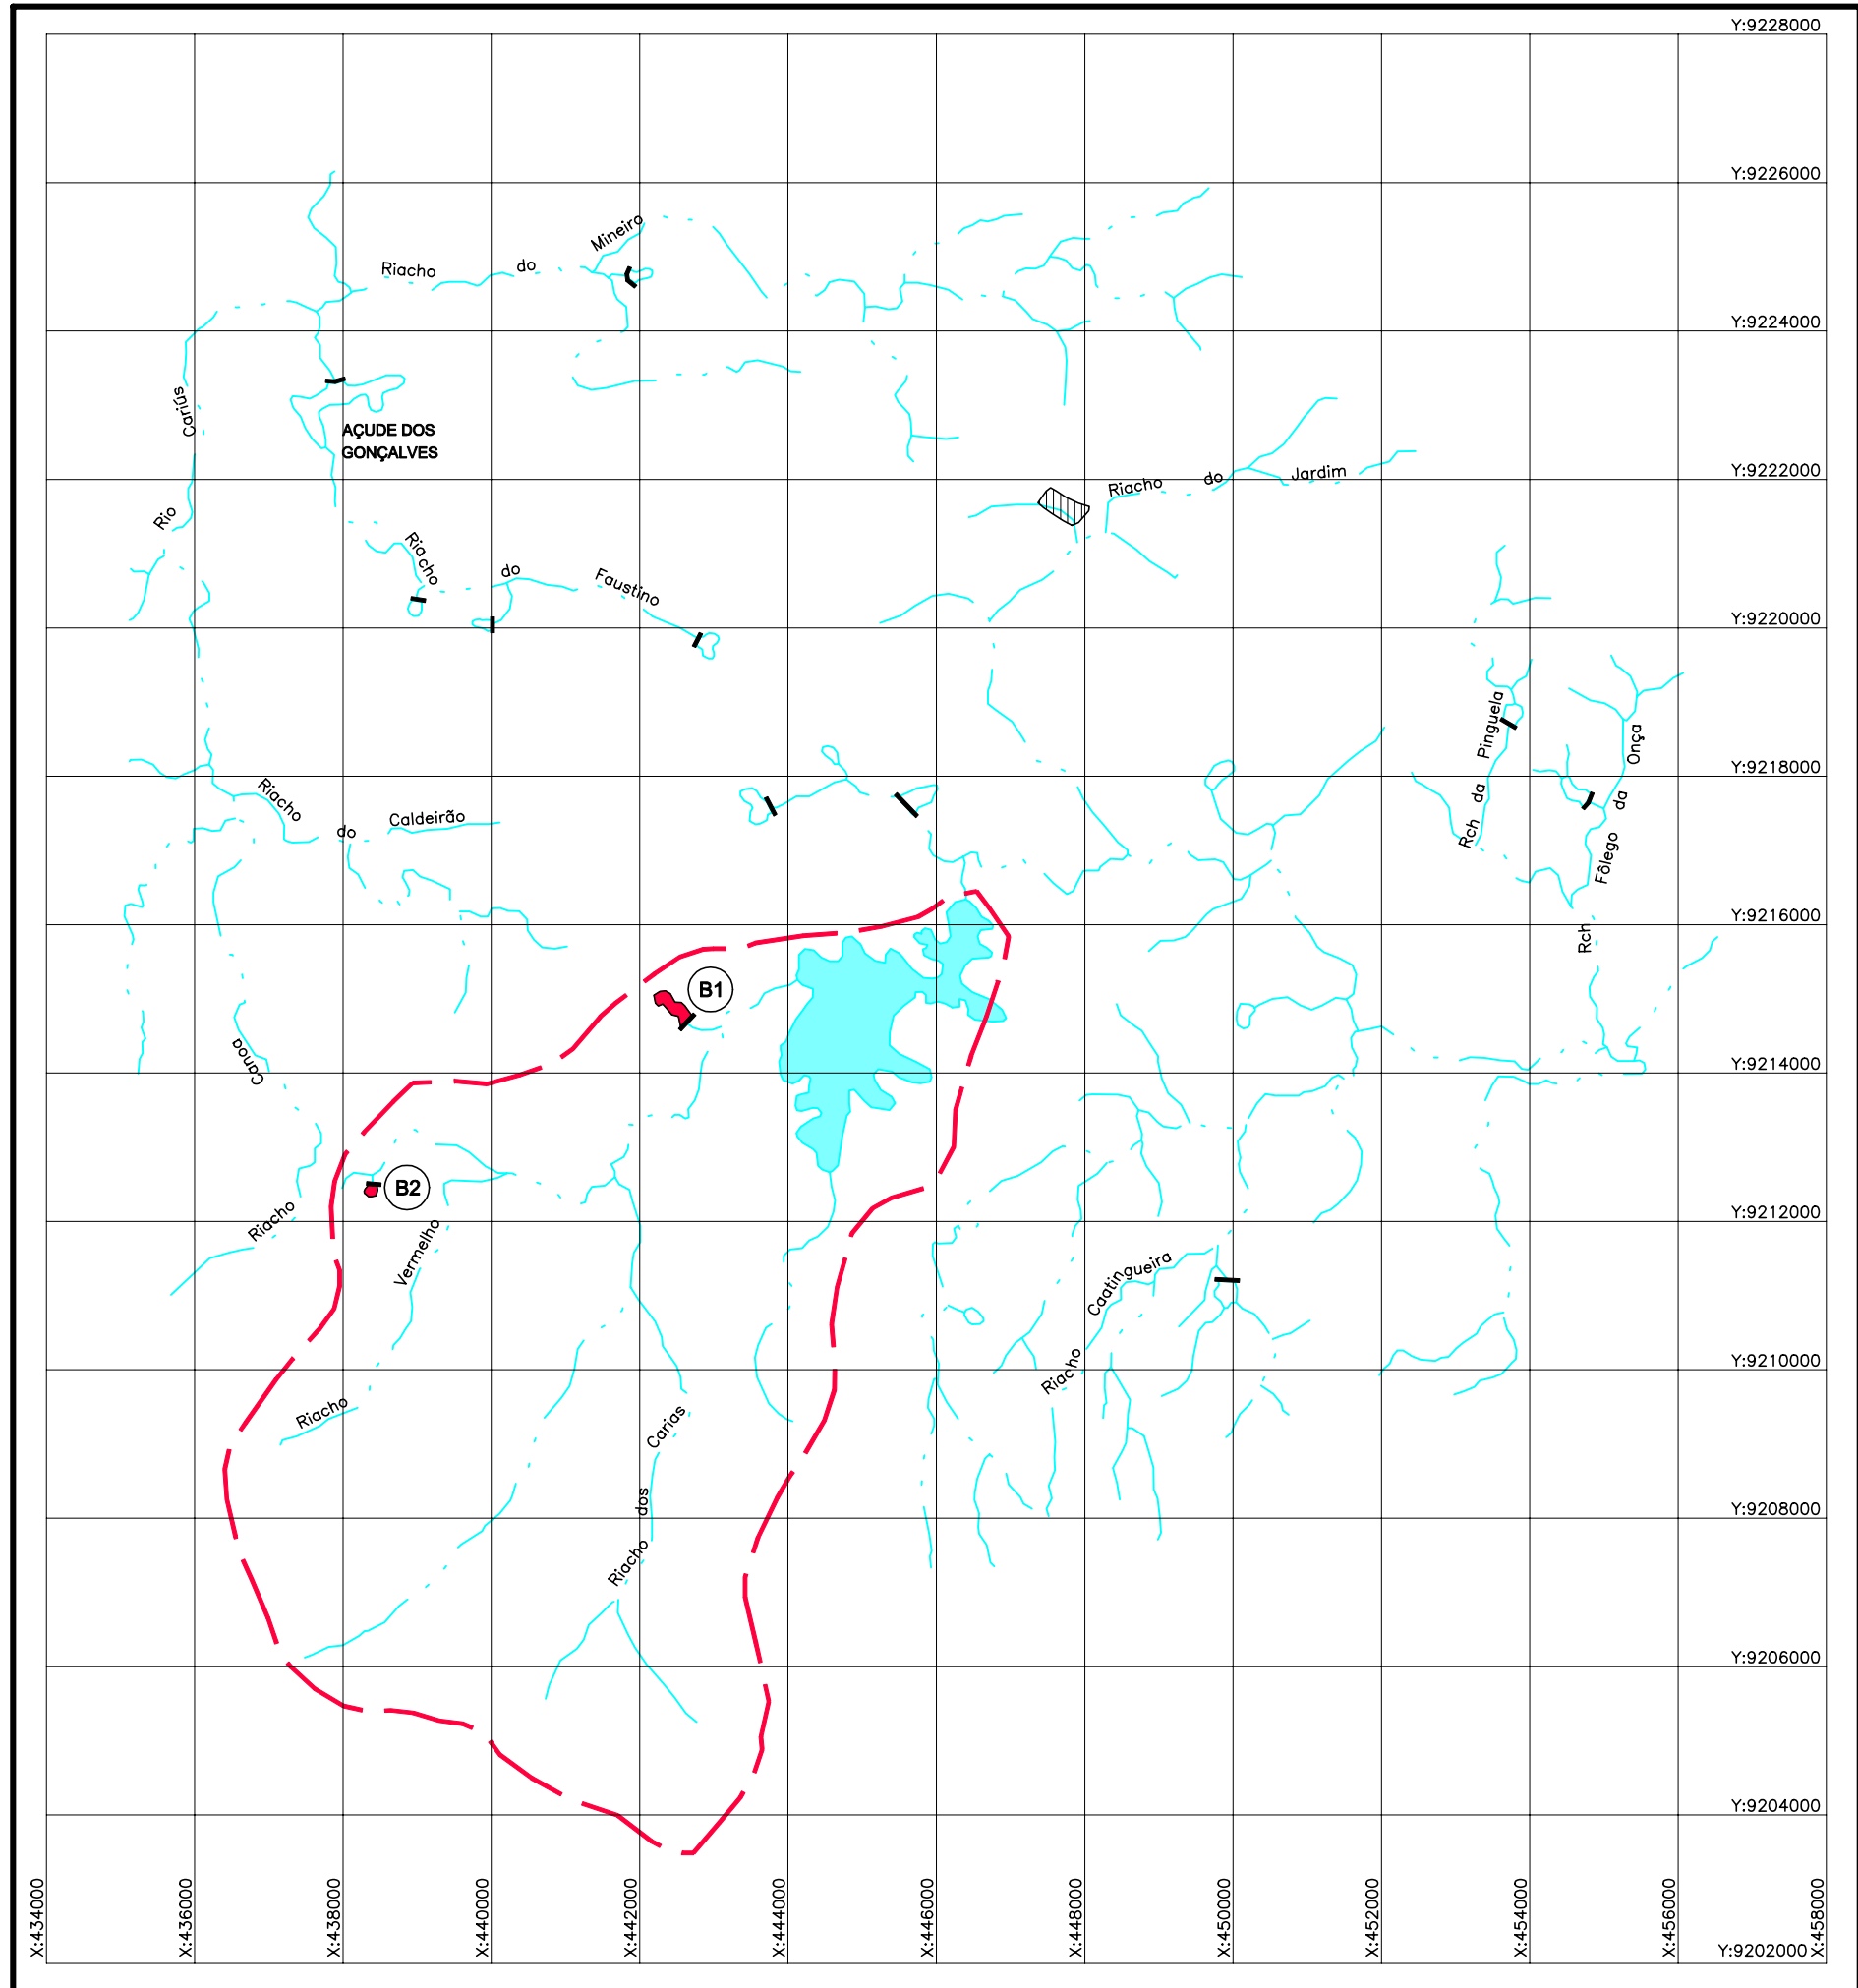 Y:9228000
Y:9226000
Mineiro
do
Riacho
Y:9224000
Cariús
AÇUDE DOS
GONÇALVES
Y:9222000
Jardim
do
Riacho
Rio
Riacho
do
Faustino
Y:9220000
Pinguela
Onça
Y:9218000
Riacho
do
Caldeirão
da
da
Rch
Fôlego
Y:9216000
Rch
B1
Y:9214000
Canoa
B2
Y:9212000
Riacho
Vermelho
Caatingueira
Y:9210000
Riacho
Riacho
Carias
dos
Y:9208000
Riacho
Y:9206000
Y:9204000
X:434000
X:436000
X:438000
X:440000
X:442000
X:444000
X:446000
X:448000
X:450000
X:452000
X:454000
X:456000
X:458000
Y:9202000